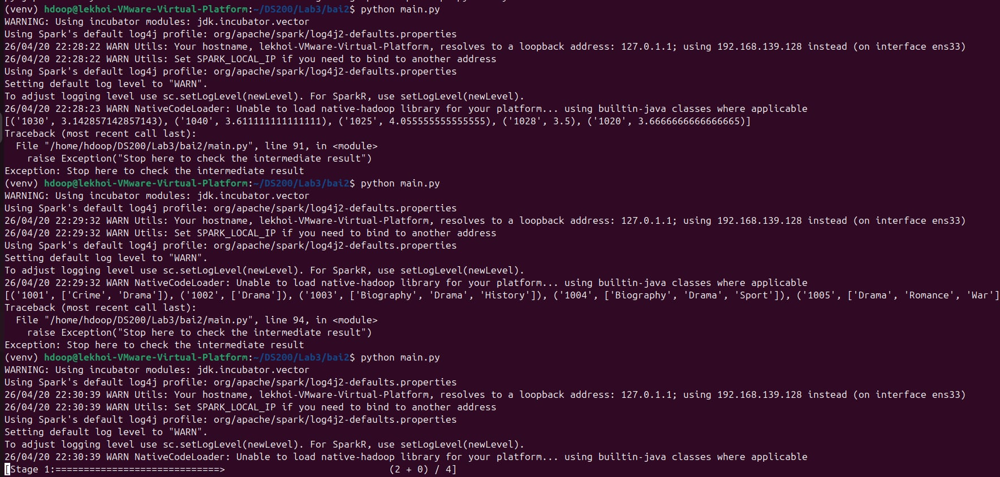 (venv) hdoop@lekhoi-VMware-Virtual-Platform:~/DS200/Lab3/bai2$ python main.py
WARNING: Using incubator modules: jdk.incubator.vector
Using Spark's default log4j profile: org/apache/spark/log4j2-defaults.properties
26/04/20 22:28:22 WARN Utils: Your hostname, lekhoi-VMware-Virtual-Platform, resolves to a loopback address: 127.0.1.1; using 192.168.139.128 instead (on interface ens33)
26/04/20 22:28:22 WARN Utils: Set SPARK_LOCAL_IP if you need to bind to another address
Using Spark's default log4j profile: org/apache/spark/log4j2-defaults.properties
Setting default log level to "WARN".
To adjust logging level use sc.setLogLevel(newLevel). For SparkR, use setLogLevel(newLevel).
26/04/20 22:28:23 WARN NativeCodeLoader: Unable to load native-hadoop library for your platform... using builtin-java classes where applicable
[('1030', 3.142857142857143), ('1040', 3.611111111111111), ('1025', 4.055555555555555), ('1028', 3.5), ('1020', 3.6666666666666665)]
Traceback (most recent call last):
  File "/home/hdoop/DS200/Lab3/bai2/main.py", line 91, in <module>
    raise Exception("Stop here to check the intermediate result")
Exception: Stop here to check the intermediate result
(venv) hdoop@lekhoi-VMware-Virtual-Platform:~/DS200/Lab3/bai2$ python main.py
WARNING: Using incubator modules: jdk.incubator.vector
Using Spark's default log4j profile: org/apache/spark/log4j2-defaults.properties
26/04/20 22:29:32 WARN Utils: Your hostname, lekhoi-VMware-Virtual-Platform, resolves to a loopback address: 127.0.1.1; using 192.168.139.128 instead (on interface ens33)
26/04/20 22:29:32 WARN Utils: Set SPARK_LOCAL_IP if you need to bind to another address
Using Spark's default log4j profile: org/apache/spark/log4j2-defaults.properties
Setting default log level to "WARN".
To adjust logging level use sc.setLogLevel(newLevel). For SparkR, use setLogLevel(newLevel).
26/04/20 22:29:32 WARN NativeCodeLoader: Unable to load native-hadoop library for your platform... using builtin-java classes where applicable
[('1001', ['Crime', 'Drama']), ('1002', ['Drama']), ('1003', ['Biography', 'Drama', 'History']), ('1004', ['Biography', 'Drama', 'Sport']), ('1005', ['Drama', 'Romance', 'War']
Traceback (most recent call last):
  File "/home/hdoop/DS200/Lab3/bai2/main.py", line 94, in <module>
    raise Exception("Stop here to check the intermediate result")
Exception: Stop here to check the intermediate result
(venv) hdoop@lekhoi-VMware-Virtual-Platform:~/DS200/Lab3/bai2$ python main.py
WARNING: Using incubator modules: jdk.incubator.vector
Using Spark's default log4j profile: org/apache/spark/log4j2-defaults.properties
26/04/20 22:30:39 WARN Utils: Your hostname, lekhoi-VMware-Virtual-Platform, resolves to a loopback address: 127.0.1.1; using 192.168.139.128 instead (on interface ens33)
26/04/20 22:30:39 WARN Utils: Set SPARK_LOCAL_IP if you need to bind to another address
Using Spark's default log4j profile: org/apache/spark/log4j2-defaults.properties
Setting default log level to "WARN".
To adjust logging level use sc.setLogLevel(newLevel). For SparkR, use setLogLevel(newLevel).
26/04/20 22:30:39 WARN NativeCodeLoader: Unable to load native-hadoop library for your platform... using builtin-java classes where applicable
[Stage 1:=============================>                             (2 + 0) / 4]